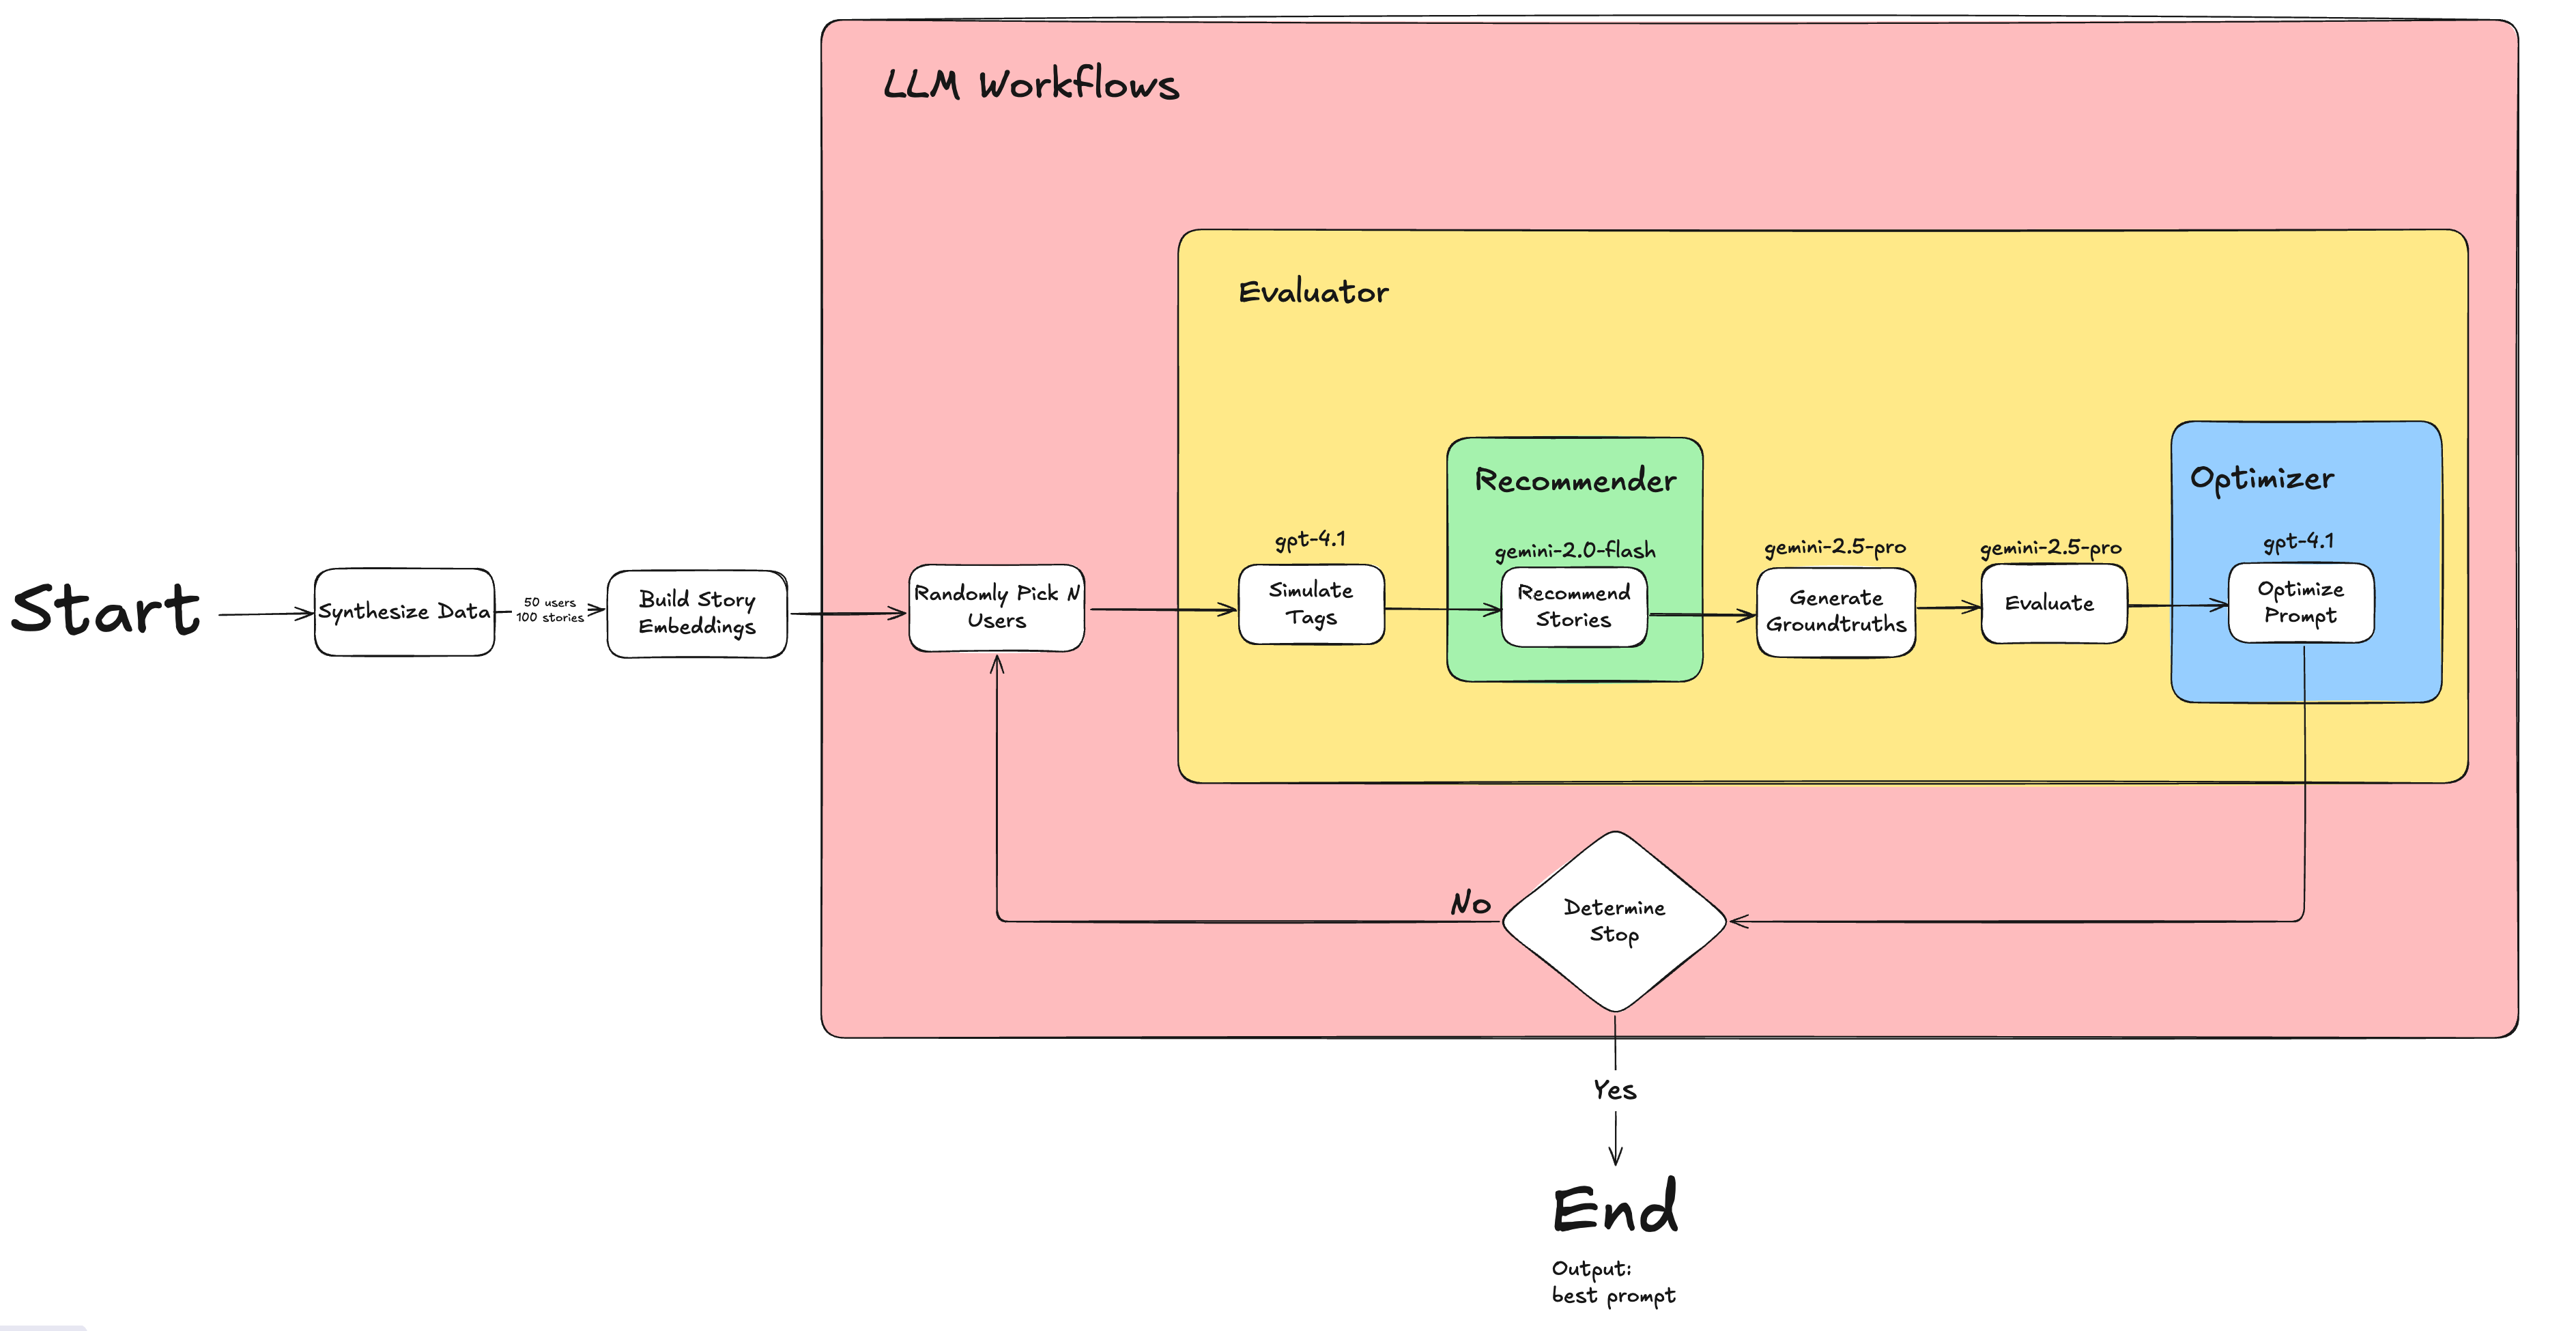 LLM Workflows
Evaluator
Recommender
Optimizer
gpt-4.1
gemini-2.0-flash
gemini-2.5-pro
gemini-2.5-pro
gpt-4.1
Start
Synthesize Data
50 users
100 stories
Build Story
Embeddings
Randomly Pick N
Users
Simulate
Tags
Recommend
Stories
Generate
Groundtruths
Evaluate
Optimize
Prompt
No
Determine
Stop
Yes
End
Output:
best prompt